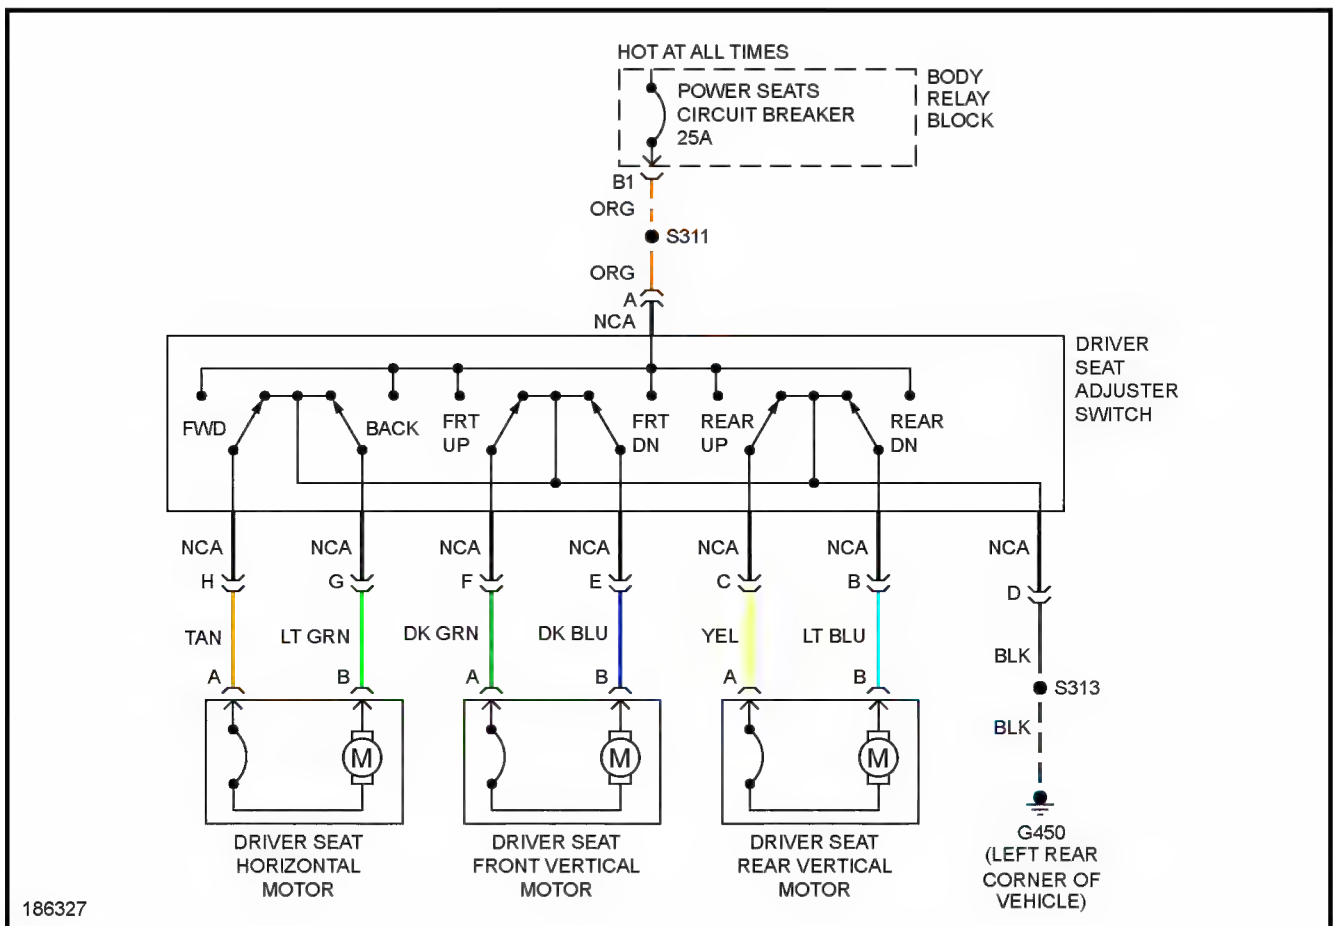 HOT AT ALL TIMES
POWER SEATS
CIRCUIT BREAKER
25A
BODY
RELAY
BLOCK
B1
ORG
S311
ORG
A
NCA
DRIVER
SEAT
ADJUSTER
SWITCH
FWD
BACK
FRT
UP
FRT
DN
REAR
UP
REAR
DN
NCA
NCA
NCA
NCA
NCA
NCA
NCA
H
G
F
E
C
B
D
TAN
LT GRN
DK GRN
DK BLU
YEL
LT BLU
BLK
A
B
A
B
A
B
S313
BLK
M
M
M
DRIVER SEAT
HORIZONTAL
MOTOR
DRIVER SEAT
FRONT VERTICAL
MOTOR
DRIVER SEAT
REAR VERTICAL
MOTOR
G450
(LEFT REAR
CORNER OF
VEHICLE)
186327